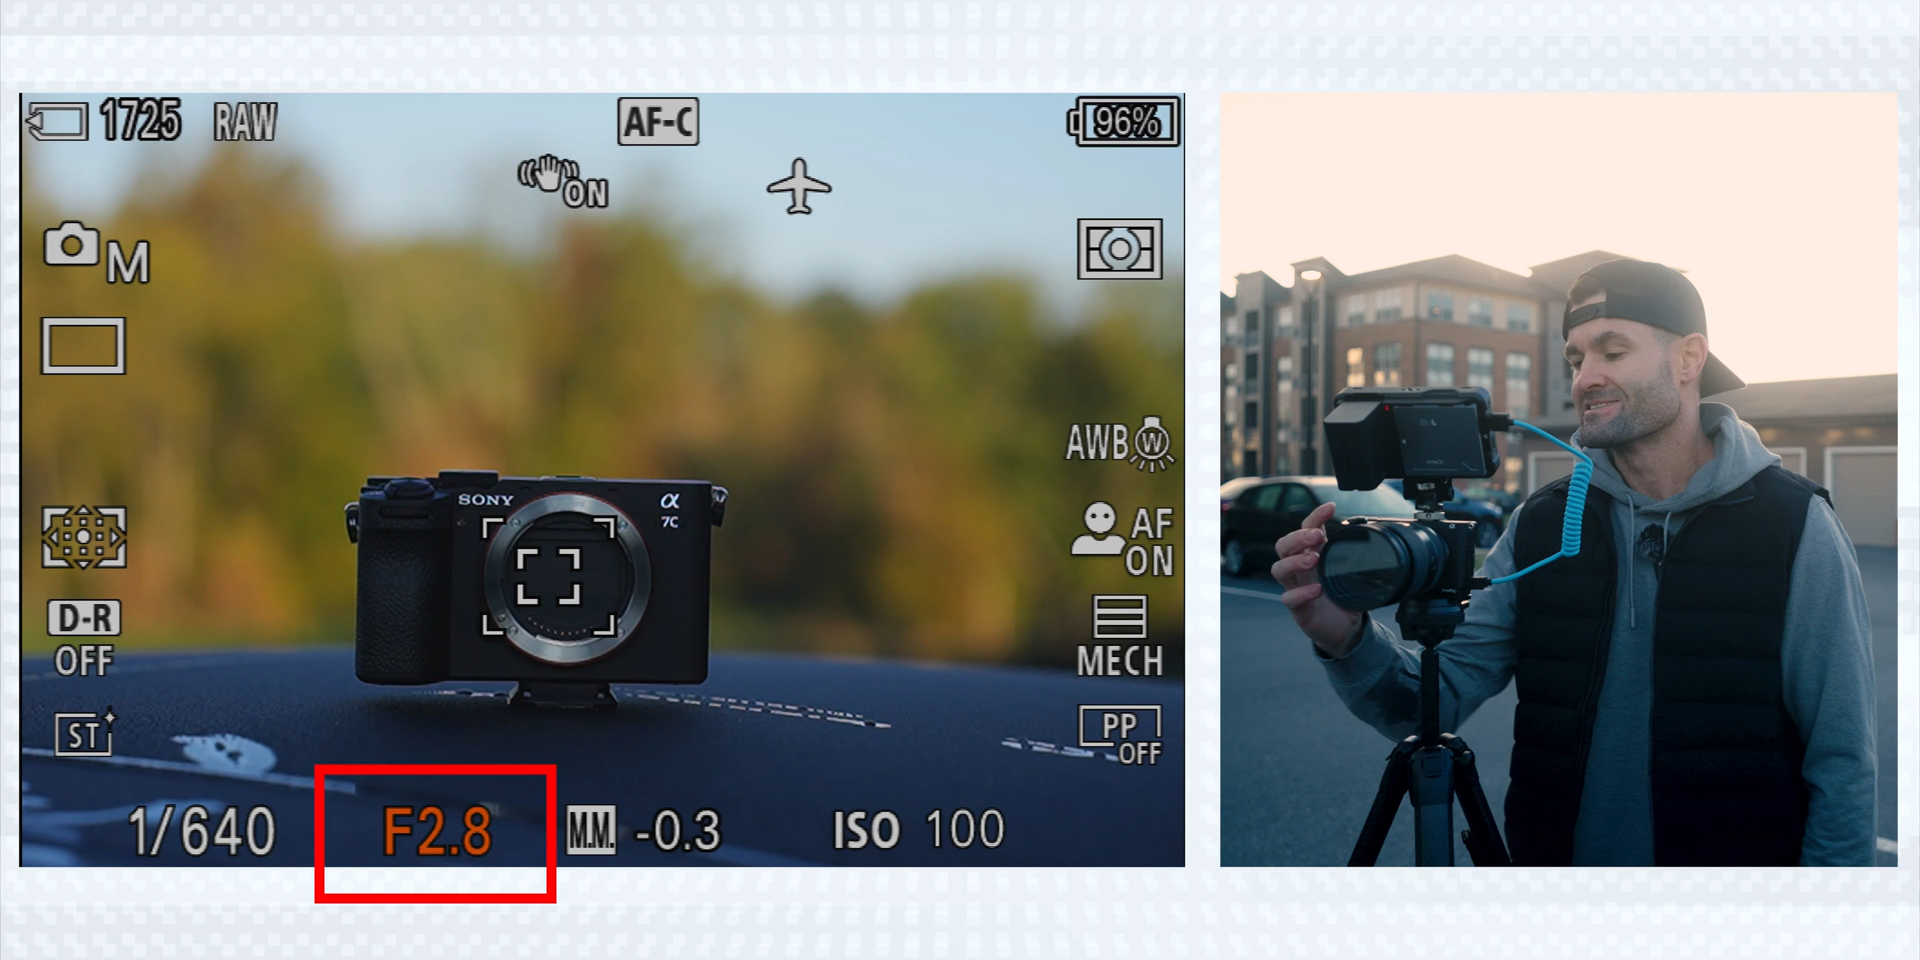 1725 RAW AF-C 96%
ON
M
AWB W
SONY α
7C
AF
ON
D-R
OFF
MECH
ST
PP
OFF
1/640 F2.8 M.M. -0.3 ISO 100